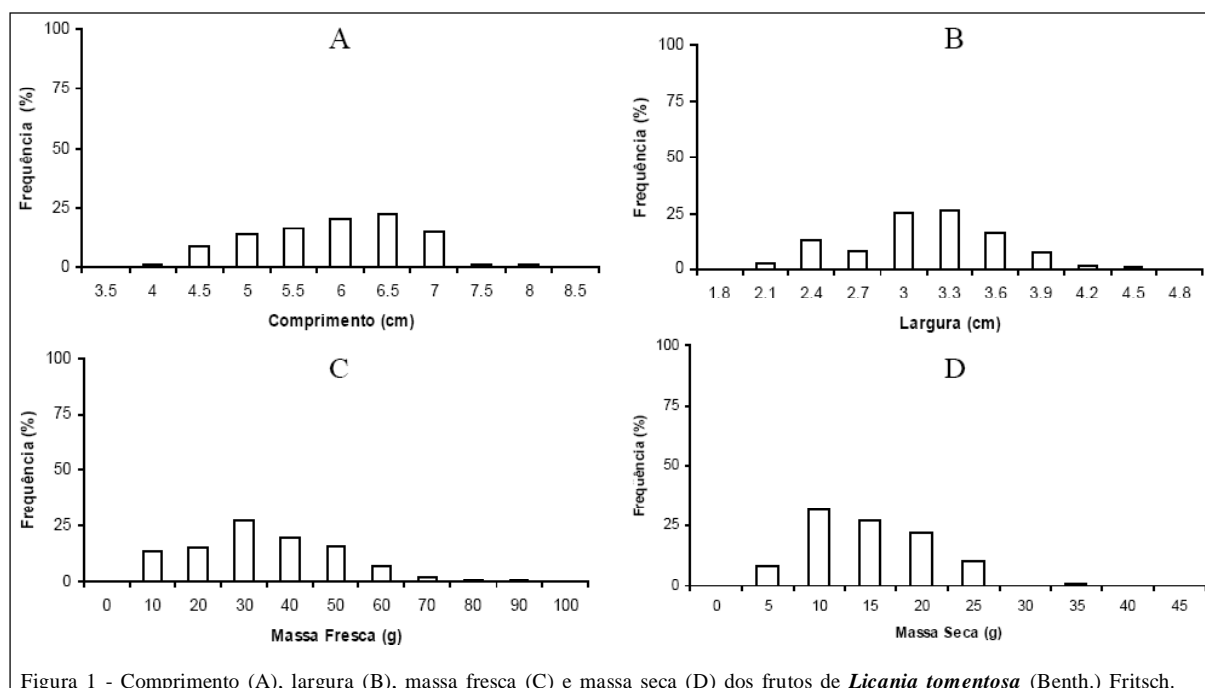 A
100
75
50
25
0
Frequência (%)
3.5 4 4.5 5 5.5 6 6.5 7 7.5 8 8.5
Comprimento (cm)
B
100
75
50
25
0
Frequência (%)
1.8 2.1 2.4 2.7 3 3.3 3.6 3.9 4.2 4.5 4.8
Largura (cm)
C
100
75
50
25
0
Frequência (%)
0 10 20 30 40 50 60 70 80 90 100
Massa Fresca (g)
D
100
75
50
25
0
Frequência (%)
0 5 10 15 20 25 30 35 40 45
Massa Seca (g)
Figura 1 - Comprimento (A), largura (B), massa fresca (C) e massa seca (D) dos frutos de Licania tomentosa (Benth.) Fritsch.